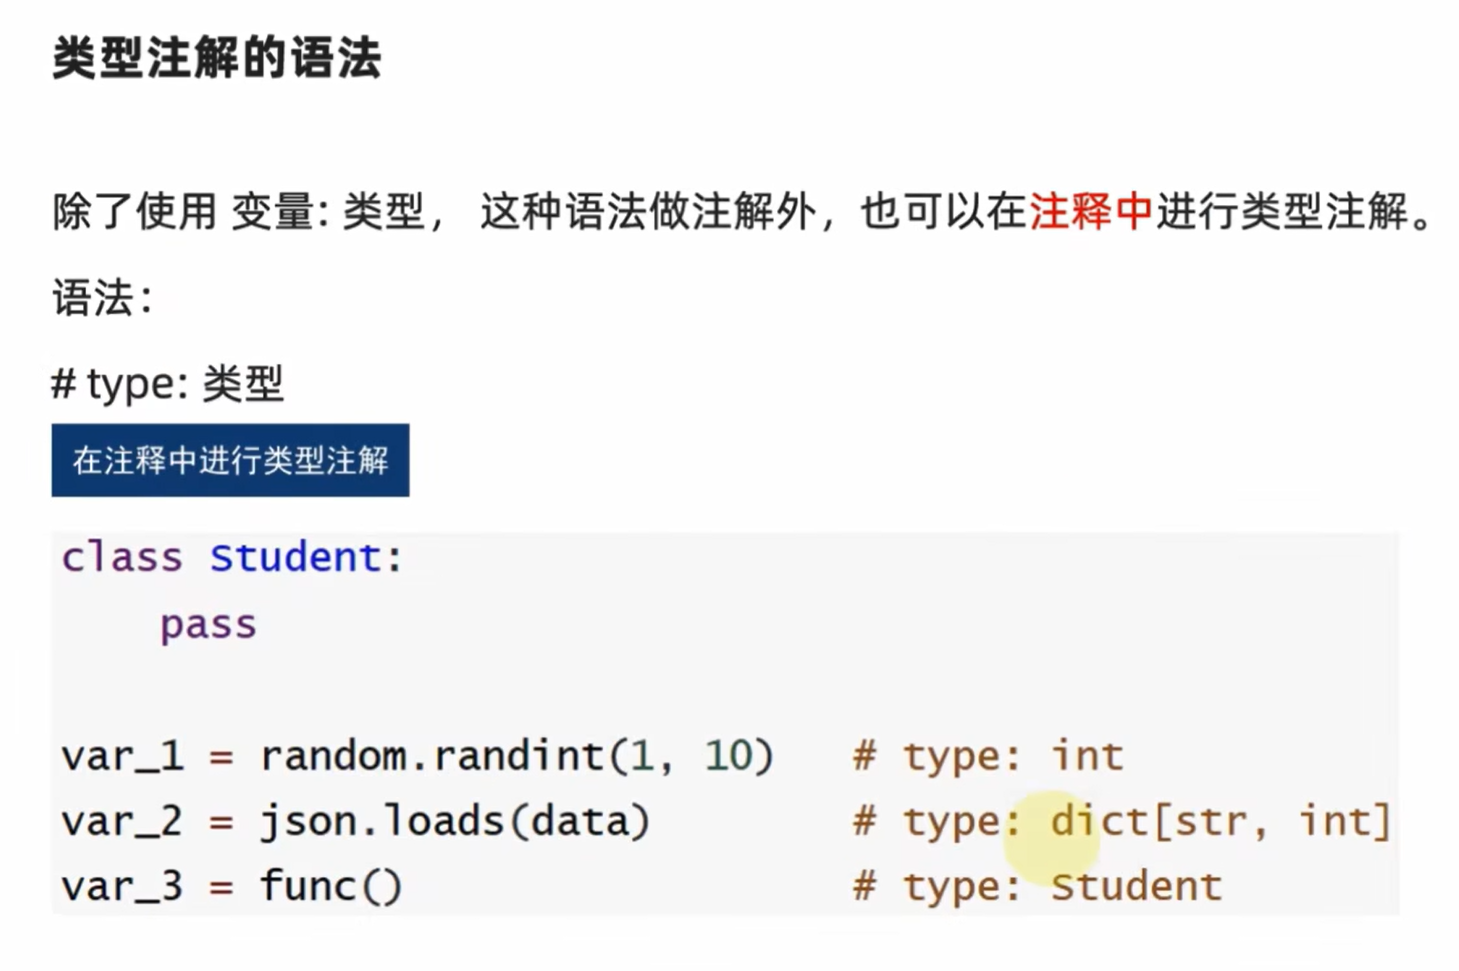 类型注解的语法
除了使用 变量: 类型， 这种语法做注解外，也可以在注释中进行类型注解。
语法：
# type: 类型
在注释中进行类型注解
class Student:
    pass
var_1 = random.randint(1, 10)   # type: int
var_2 = json.loads(data)        # type: dict[str, int]
var_3 = func()                  # type: Student